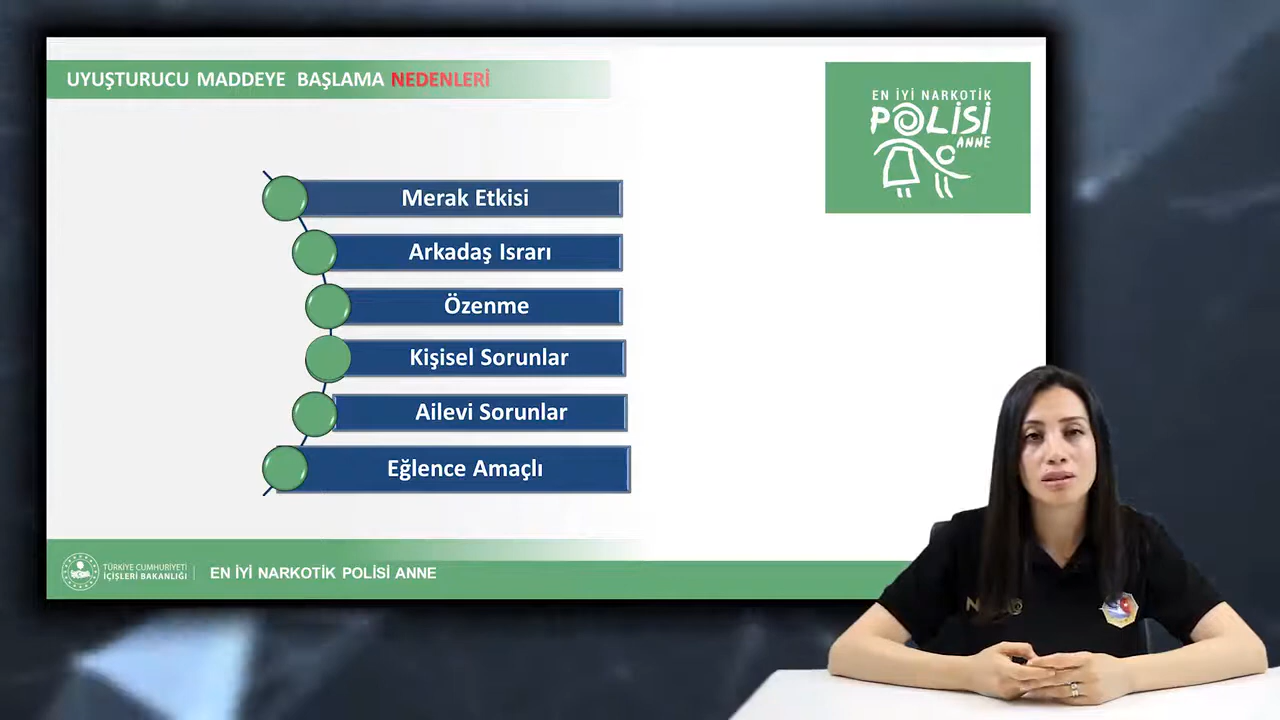 UYUŞTURUCU MADDEYE BAŞLAMA NEDENLERİ
EN İYİ NARKOTİK
POLİSİ
ANNE
Merak Etkisi
Arkadaş Israrı
Özenme
Kişisel Sorunlar
Ailevi Sorunlar
Eğlence Amaçlı
TÜRKİYE CUMHURİYETİ
İÇİŞLERİ BAKANLIĞI
EN İYİ NARKOTİK POLİSİ ANNE